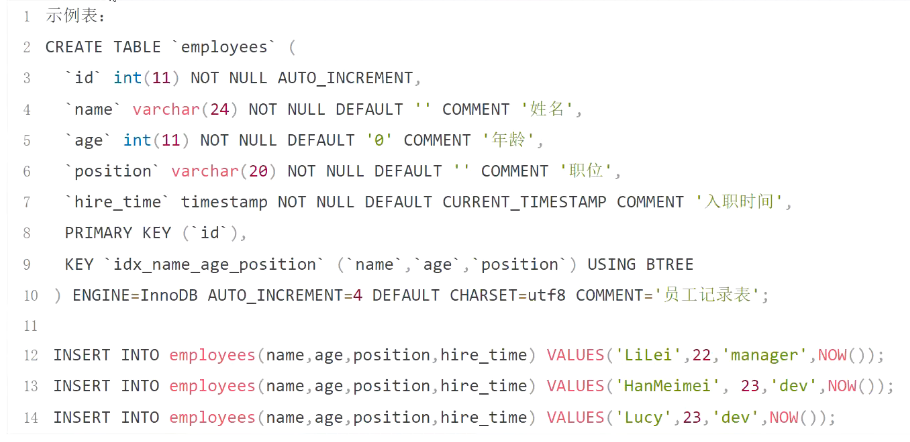 1 示例表：
2 CREATE TABLE `employees` (
3 `id` int(11) NOT NULL AUTO_INCREMENT,
4 `name` varchar(24) NOT NULL DEFAULT '' COMMENT '姓名',
5 `age` int(11) NOT NULL DEFAULT '0' COMMENT '年龄',
6 `position` varchar(20) NOT NULL DEFAULT '' COMMENT '职位',
7 `hire_time` timestamp NOT NULL DEFAULT CURRENT_TIMESTAMP COMMENT '入职时间',
8 PRIMARY KEY (`id`),
9 KEY `idx_name_age_position` (`name`,`age`,`position`) USING BTREE
10 ) ENGINE=InnoDB AUTO_INCREMENT=4 DEFAULT CHARSET=utf8 COMMENT='员工记录表';
11
12 INSERT INTO employees(name,age,position,hire_time) VALUES('LiLei',22,'manager',NOW());
13 INSERT INTO employees(name,age,position,hire_time) VALUES('HanMeimei', 23,'dev',NOW());
14 INSERT INTO employees(name,age,position,hire_time) VALUES('Lucy',23,'dev',NOW());